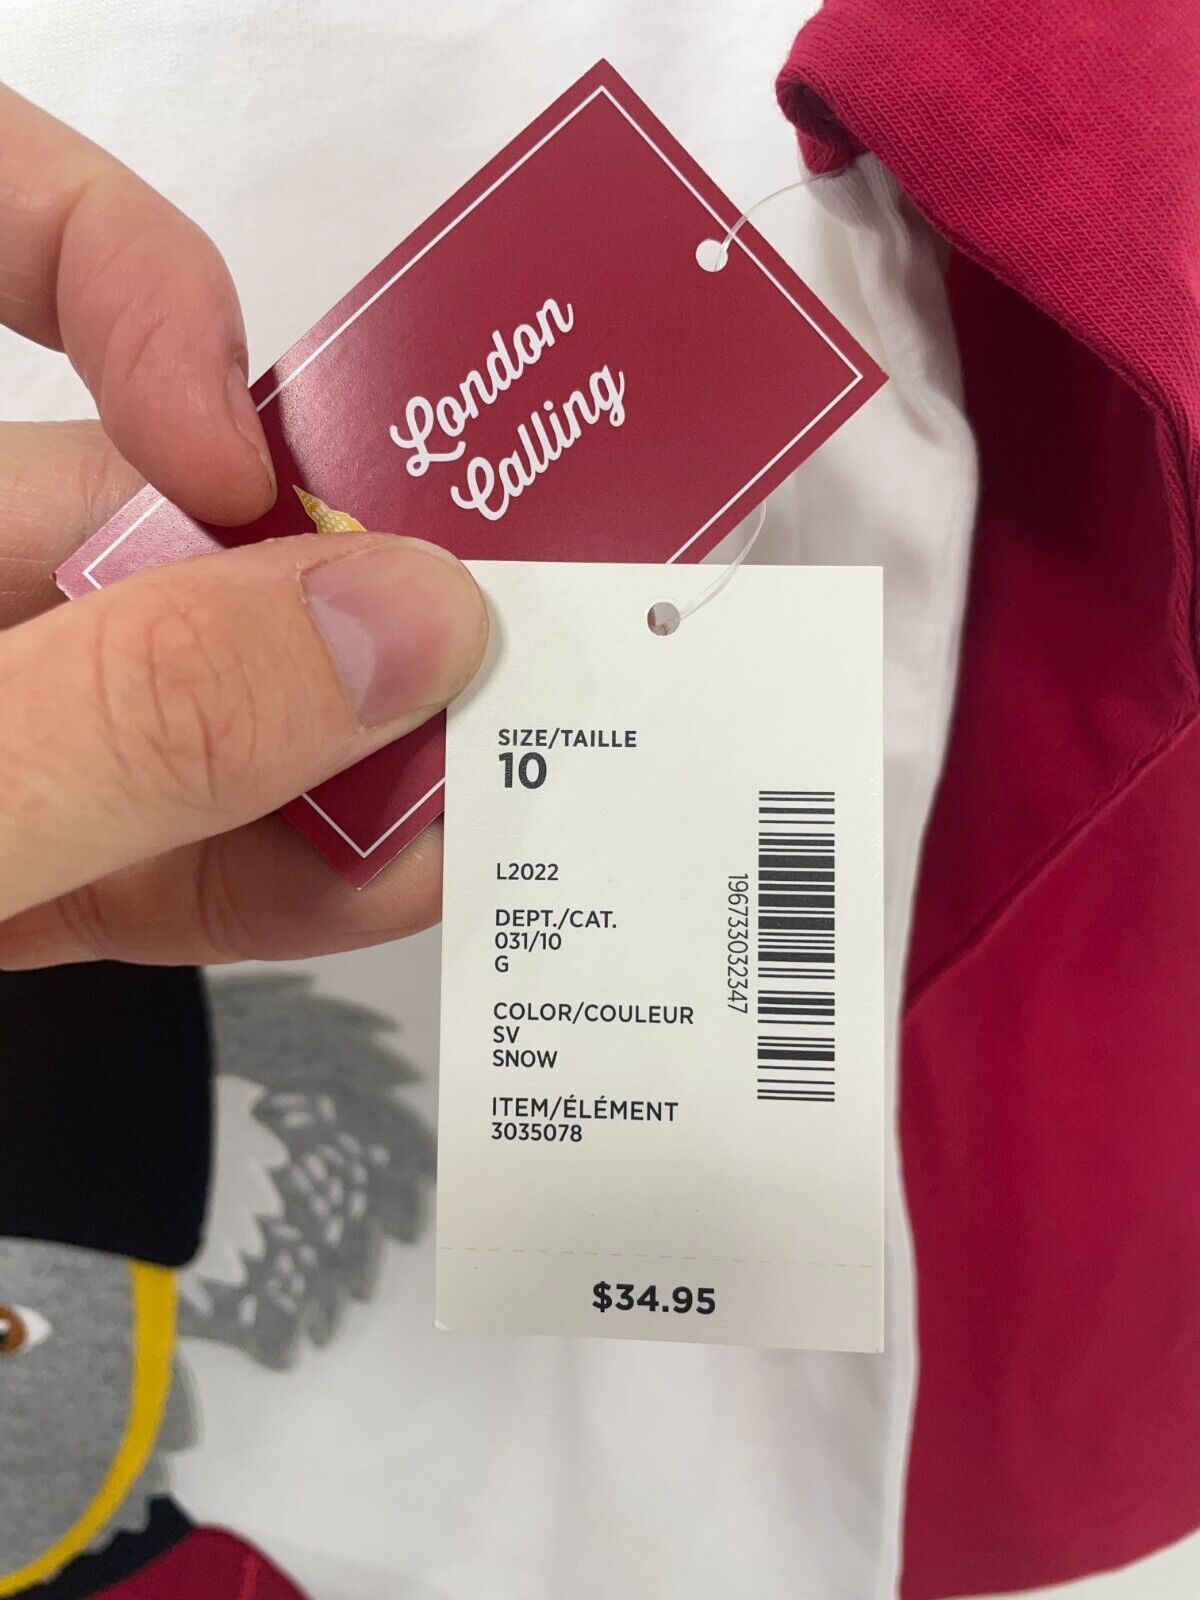 London
Calling
SIZE/TAILLE
10
L2022
DEPT./CAT.
031/10
G
COLOR/COULEUR
SV
SNOW
ITEM/ÉLÉMENT
3035078
196733032347
$34.95